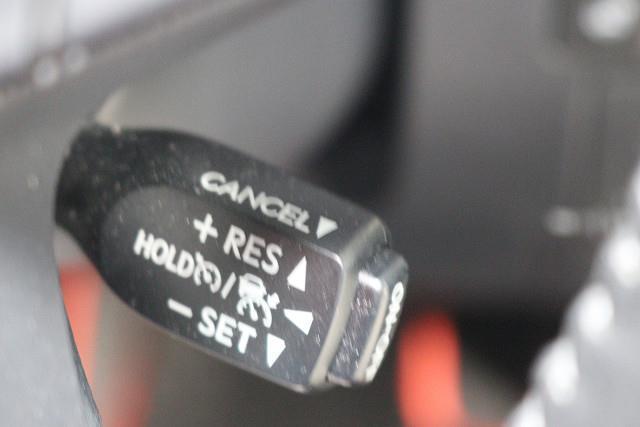 CANCEL
+ RES
HOLD /
− SET